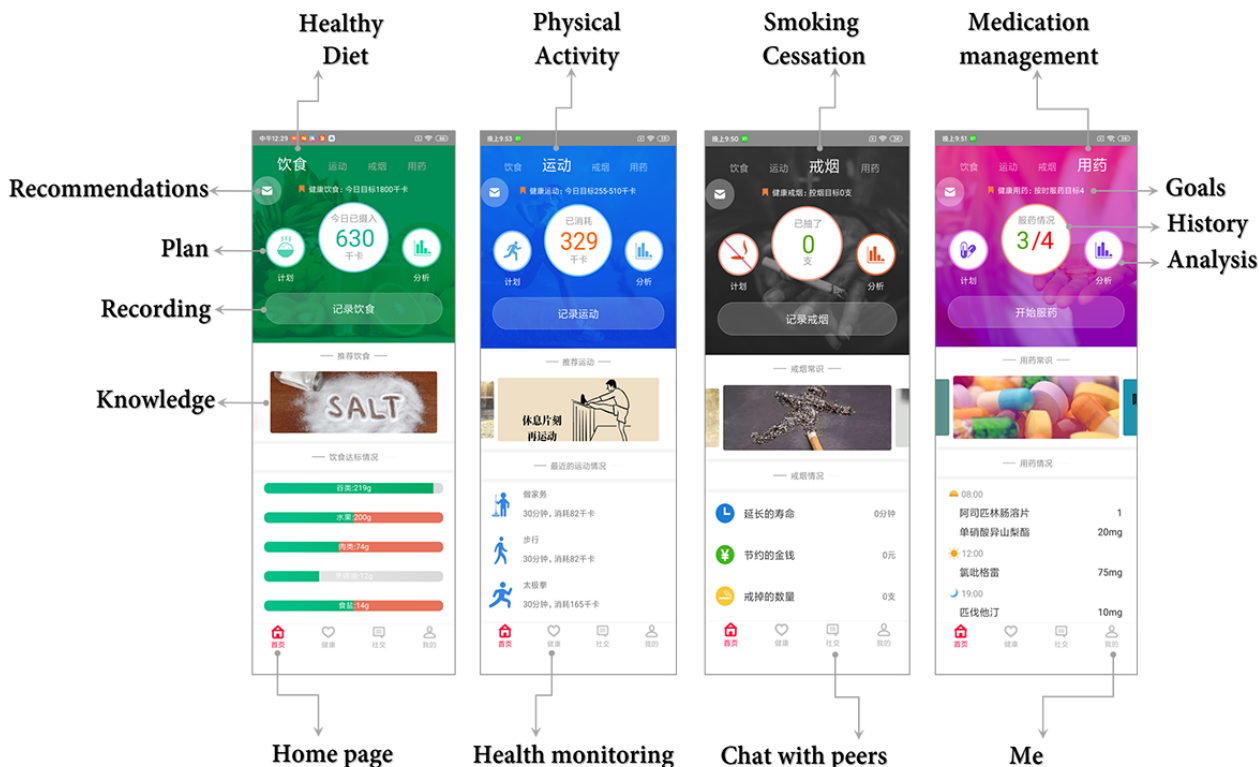 Healthy
Diet
Physical
Activity
Smoking
Cessation
Medication
management
Recommendations
Plan
Recording
Knowledge
Goals
History
Analysis
中午12:29
饮食 运动 戒烟 用药
健康饮食: 今日目标1800千卡
今日已摄入
630
千卡
计划
分析
记录饮食
推荐饮食
SALT
饮食达标情况
谷类:219g
水果:200g
肉类:74g
食盐:14g
首页 健康 社交 我的
晚上9:53
饮食 运动 戒烟 用药
健康运动: 今日目标255-510千卡
已消耗
329
千卡
计划
分析
记录运动
推荐运动
休息片刻
再运动
最近的运动情况
做家务
30分钟, 消耗82千卡
步行
30分钟, 消耗82千卡
太极拳
30分钟, 消耗165千卡
首页 健康 社交 我的
晚上9:50
饮食 运动 戒烟 用药
健康戒烟: 控烟目标0支
已抽了
0
支
计划
分析
记录戒烟
戒烟常识
戒烟情况
延长的寿命 0分钟
节约的金钱 0元
戒掉的数量 0支
首页 健康 社交 我的
晚上9:51
饮食 运动 戒烟 用药
健康用药: 按时服药目标4
服药情况
3/4
计划
分析
开始服药
用药常识
用药情况
08:00
阿司匹林肠溶片 1
单硝酸异山梨酯 20mg
12:00
氯吡格雷 75mg
19:00
匹伐他汀 10mg
首页 健康 社交 我的
Home page
Health monitoring
Chat with peers
Me